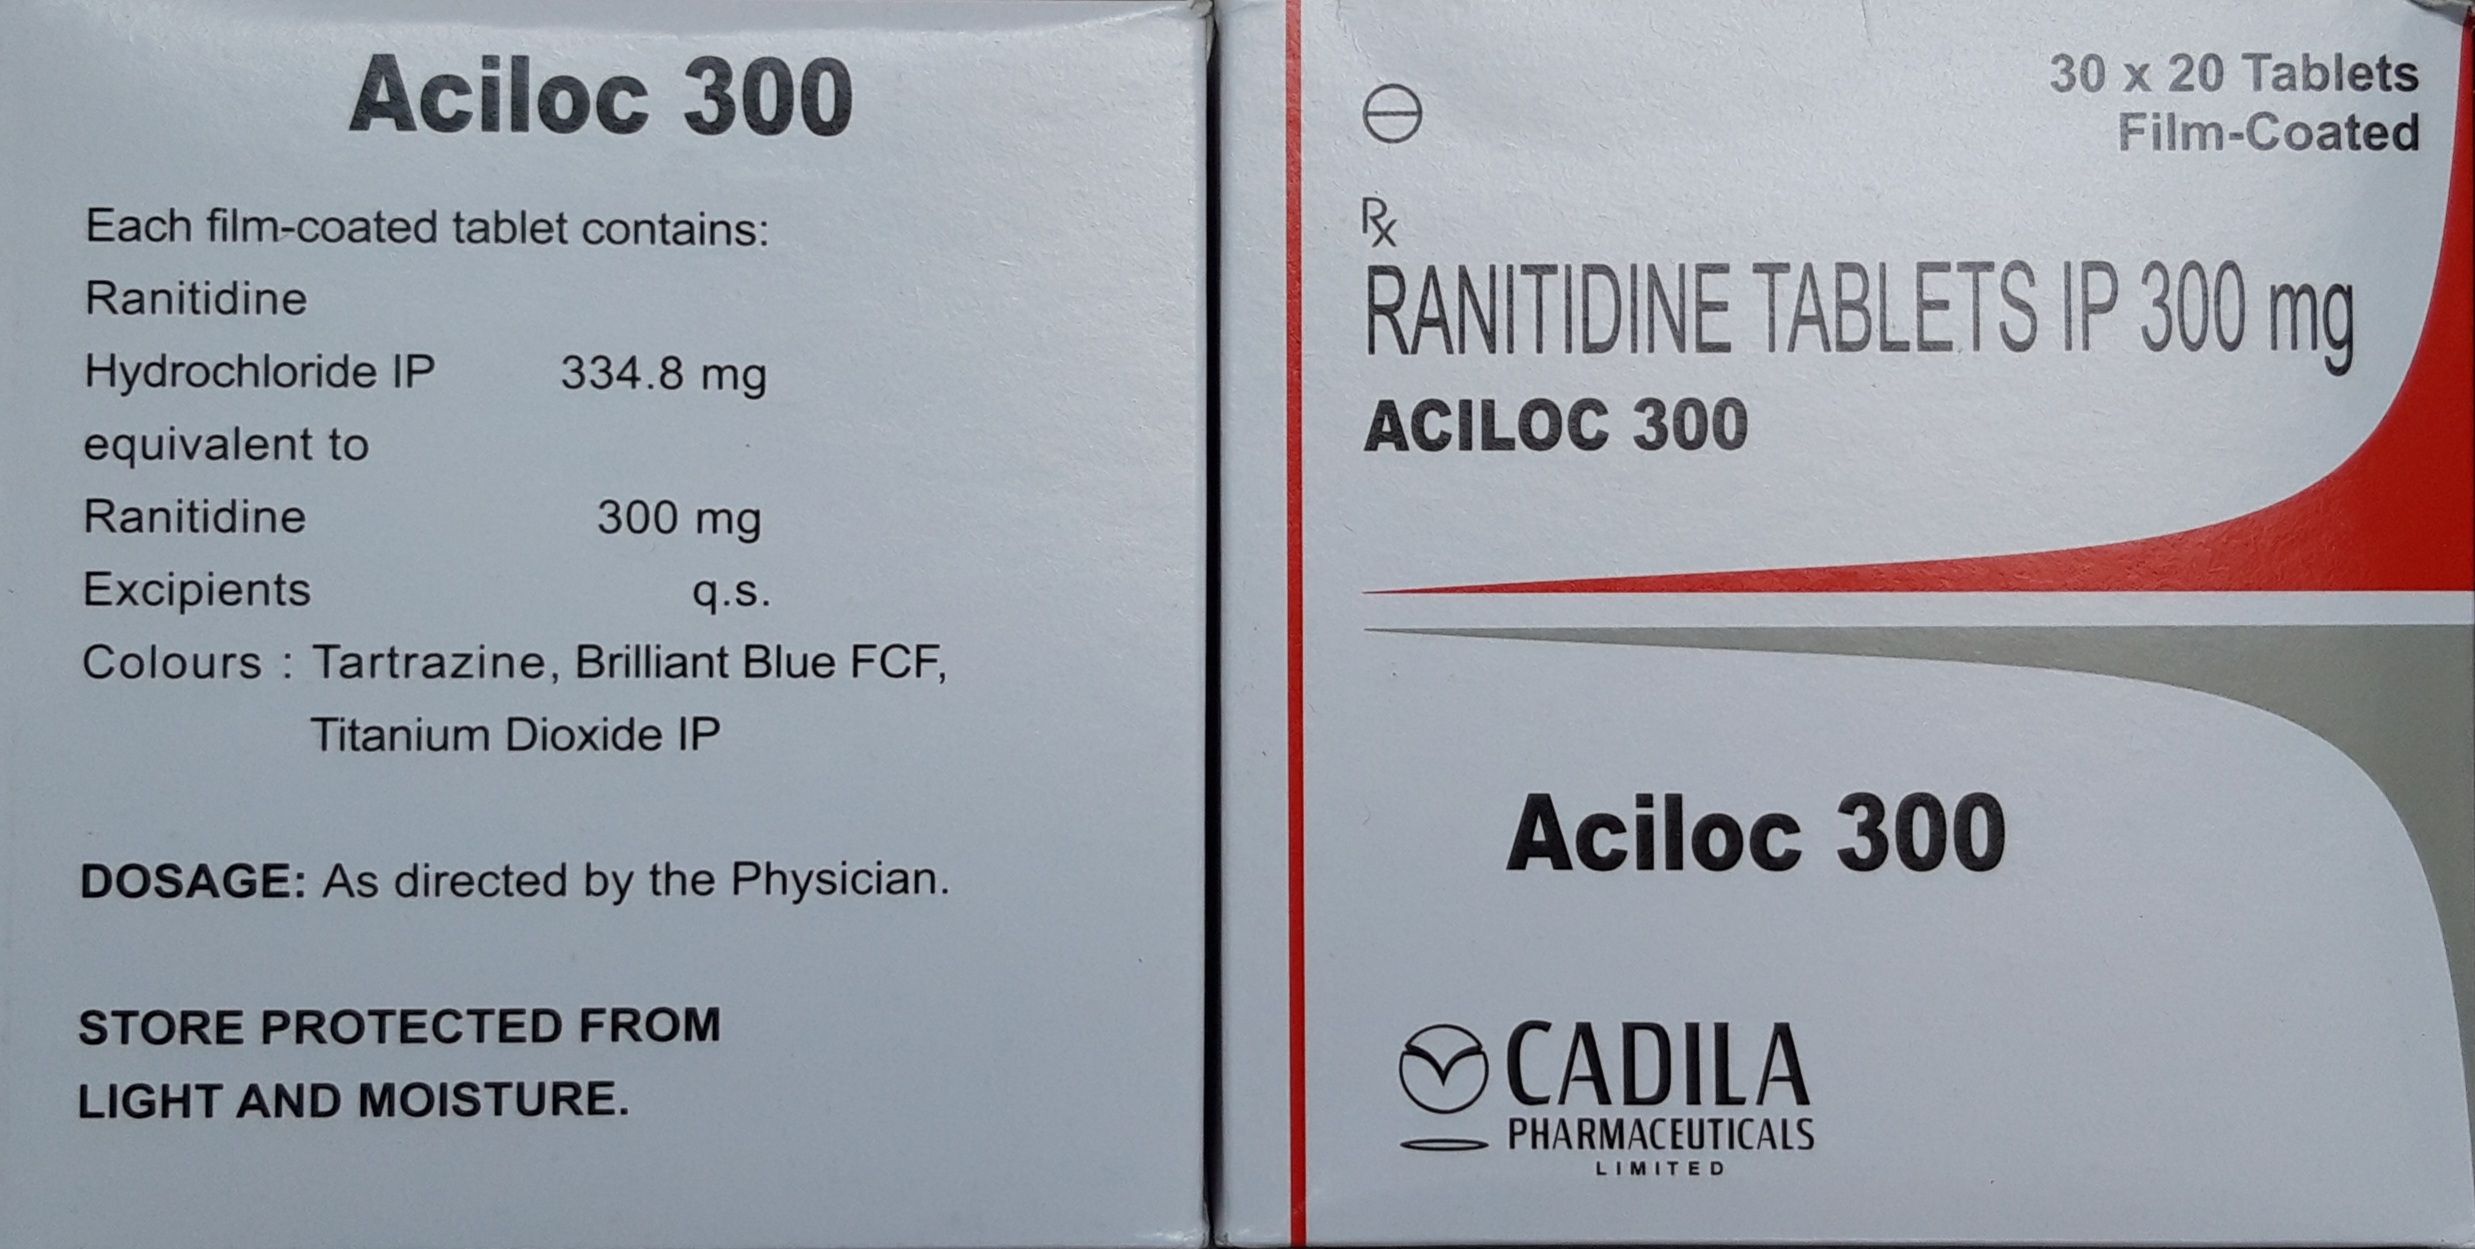 Aciloc 300
Each film-coated tablet contains:
Ranitidine
Hydrochloride IP 334.8 mg
equivalent to
Ranitidine 300 mg
Excipients q.s.
Colours : Tartrazine, Brilliant Blue FCF,
Titanium Dioxide IP
DOSAGE: As directed by the Physician.
STORE PROTECTED FROM
LIGHT AND MOISTURE.
30 x 20 Tablets
Film-Coated
Rx
RANITIDINE TABLETS IP 300 mg
ACILOC 300
Aciloc 300
CADILA
PHARMACEUTICALS
LIMITED